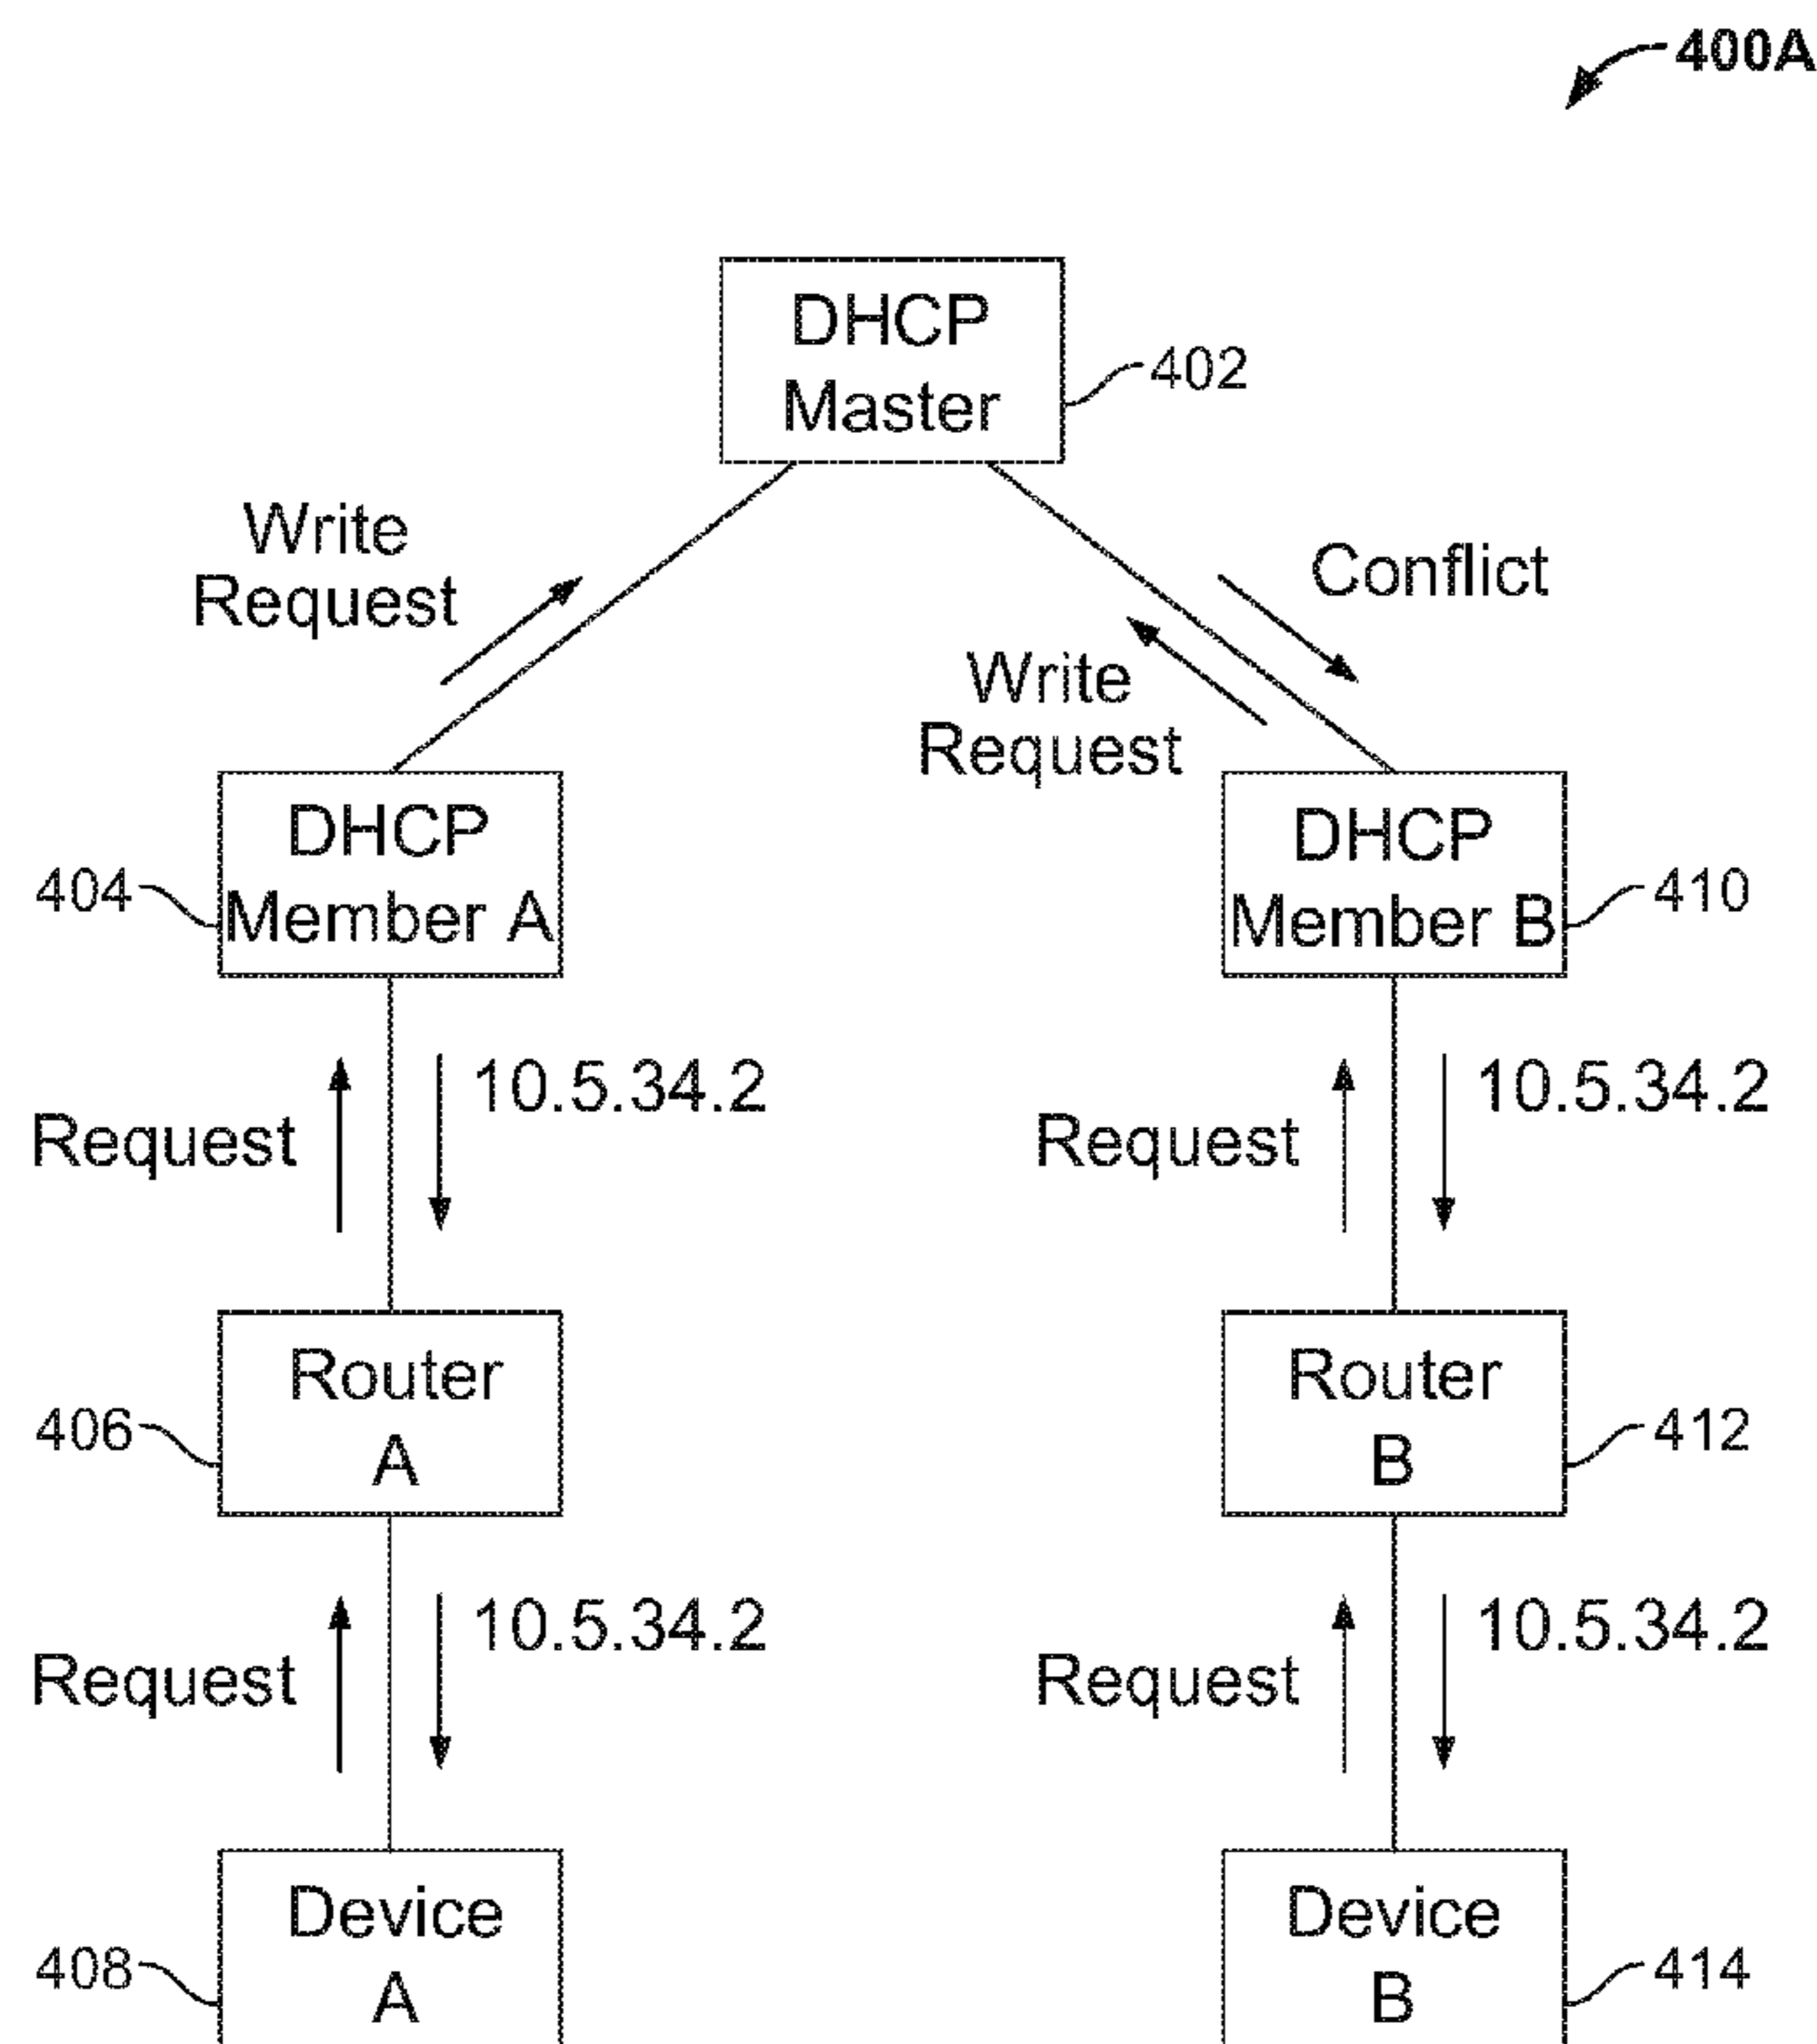 400A
DHCP
Master
402
Write
Request
Conflict
Write
Request
DHCP
Member A
404
DHCP
Member B
410
Request
10.5.34.2
Request
10.5.34.2
Router
A
406
Router
B
412
Request
10.5.34.2
Request
10.5.34.2
Device
A
408
Device
B
414